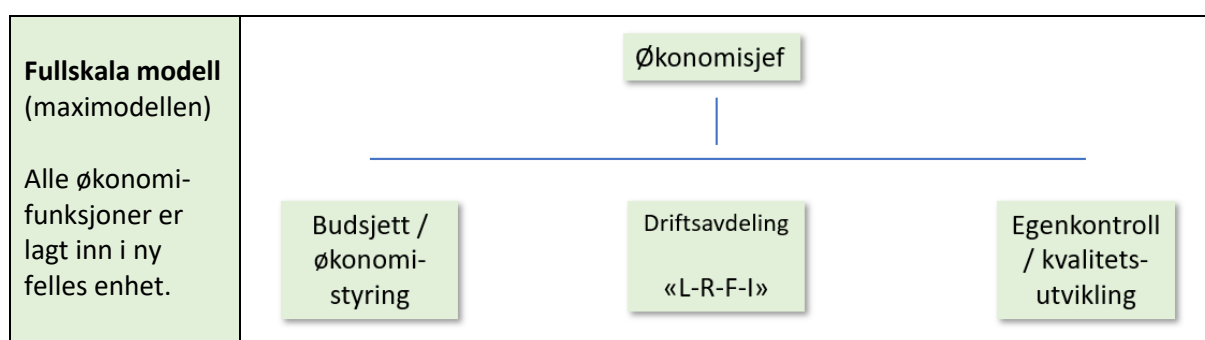 Fullskala modell
(maximodellen)
Alle økonomi-
funksjoner er
lagt inn i ny
felles enhet.
Økonomisjef
Budsjett /
økonomi-
styring
Driftsavdeling
«L-R-F-I»
Egenkontroll
/ kvalitets-
utvikling